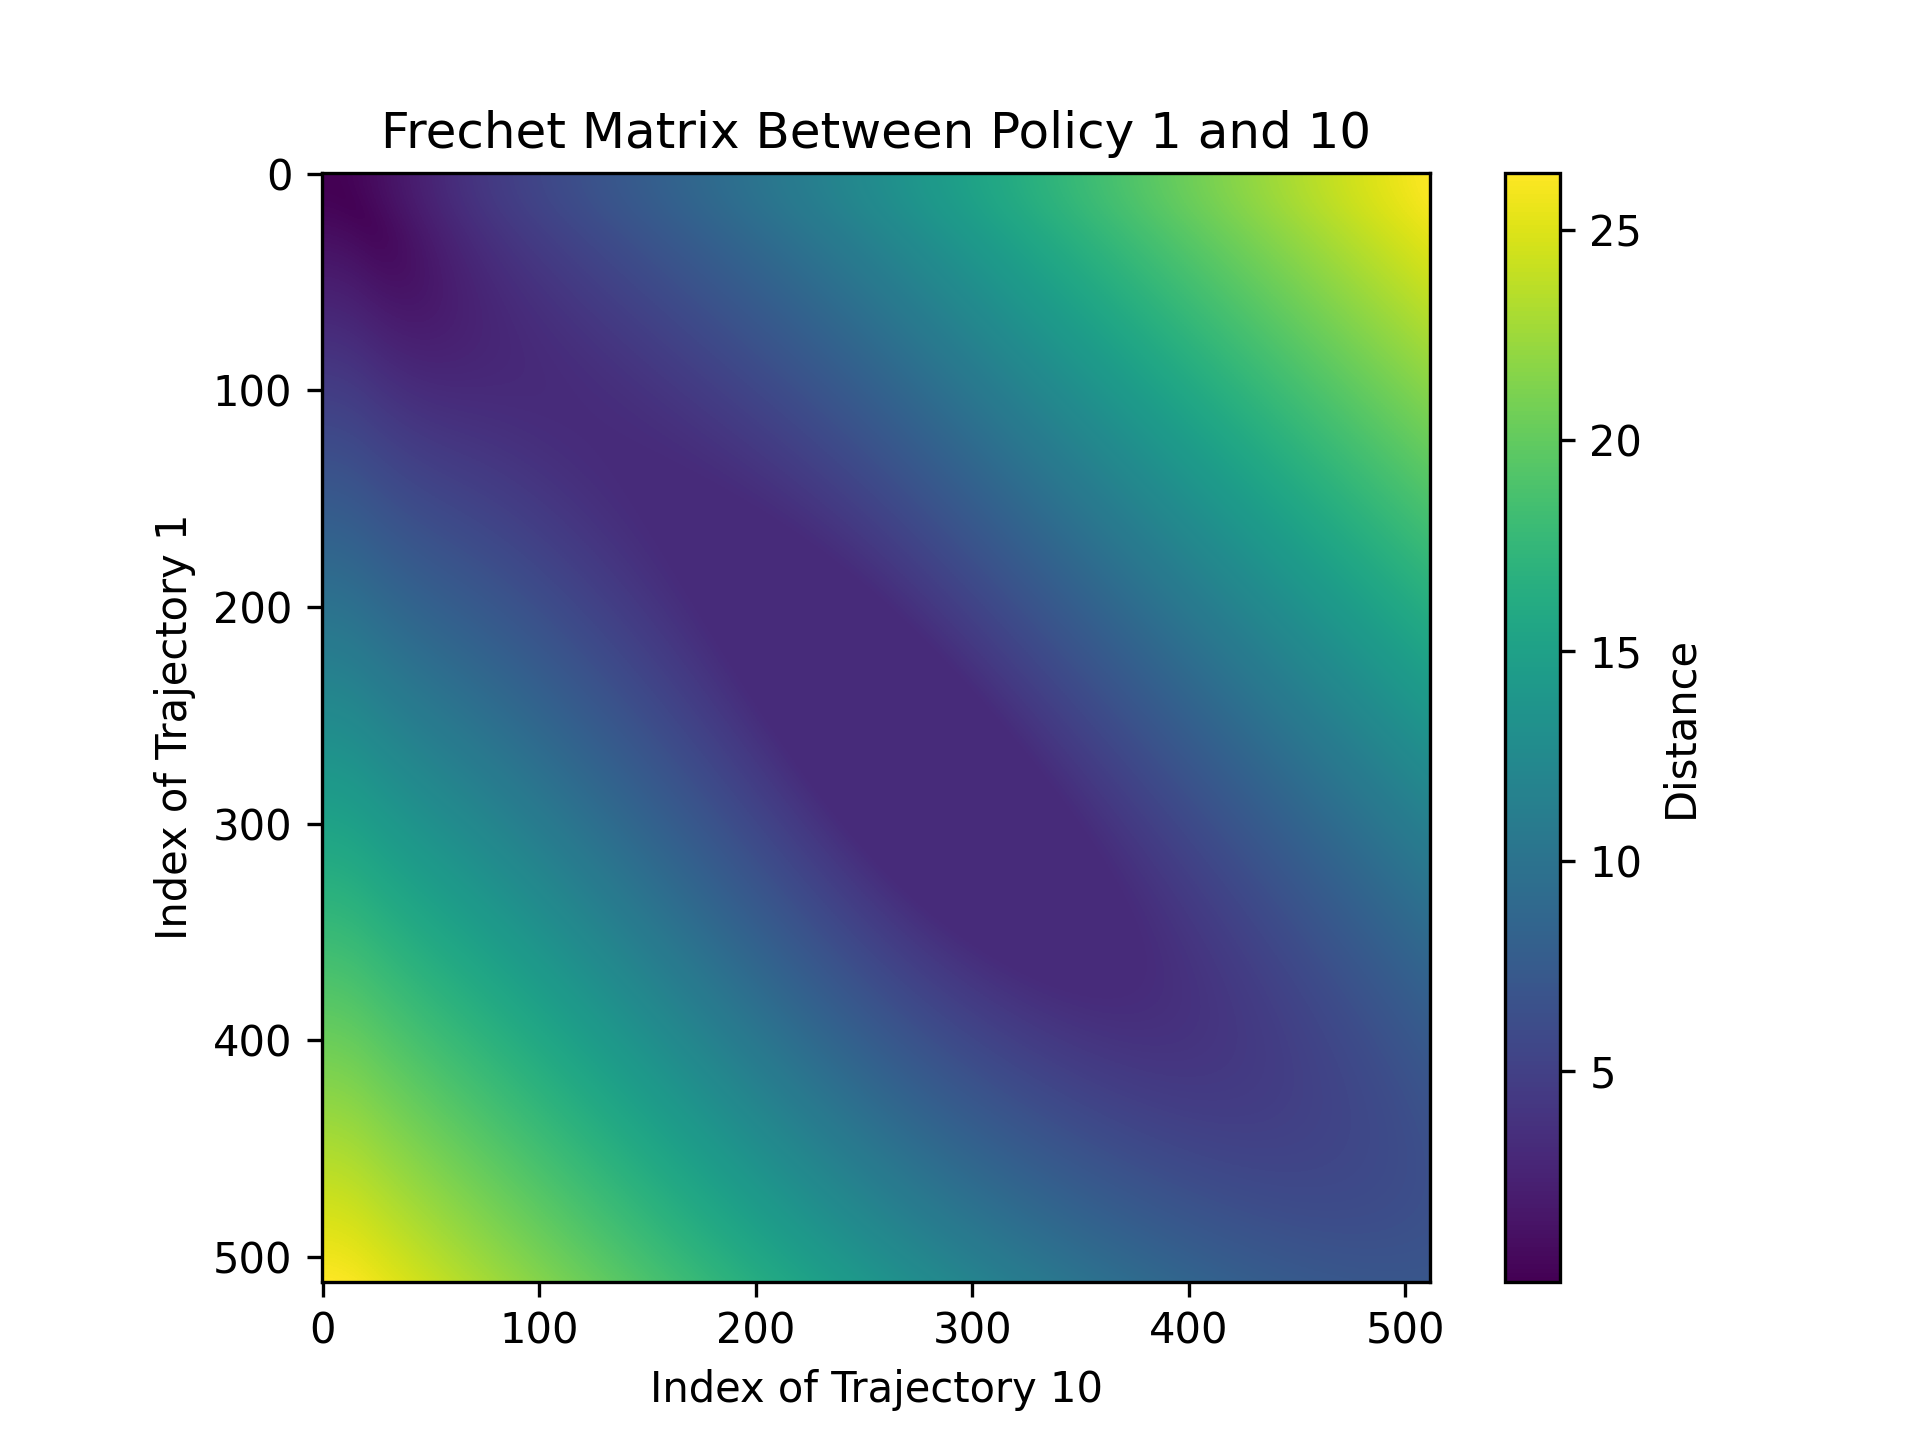 Frechet Matrix Between Policy 1 and 10
0
100
200
300
400
500
Index of Trajectory 1
0 100 200 300 400 500
Index of Trajectory 10
25
20
15
10
5
Distance